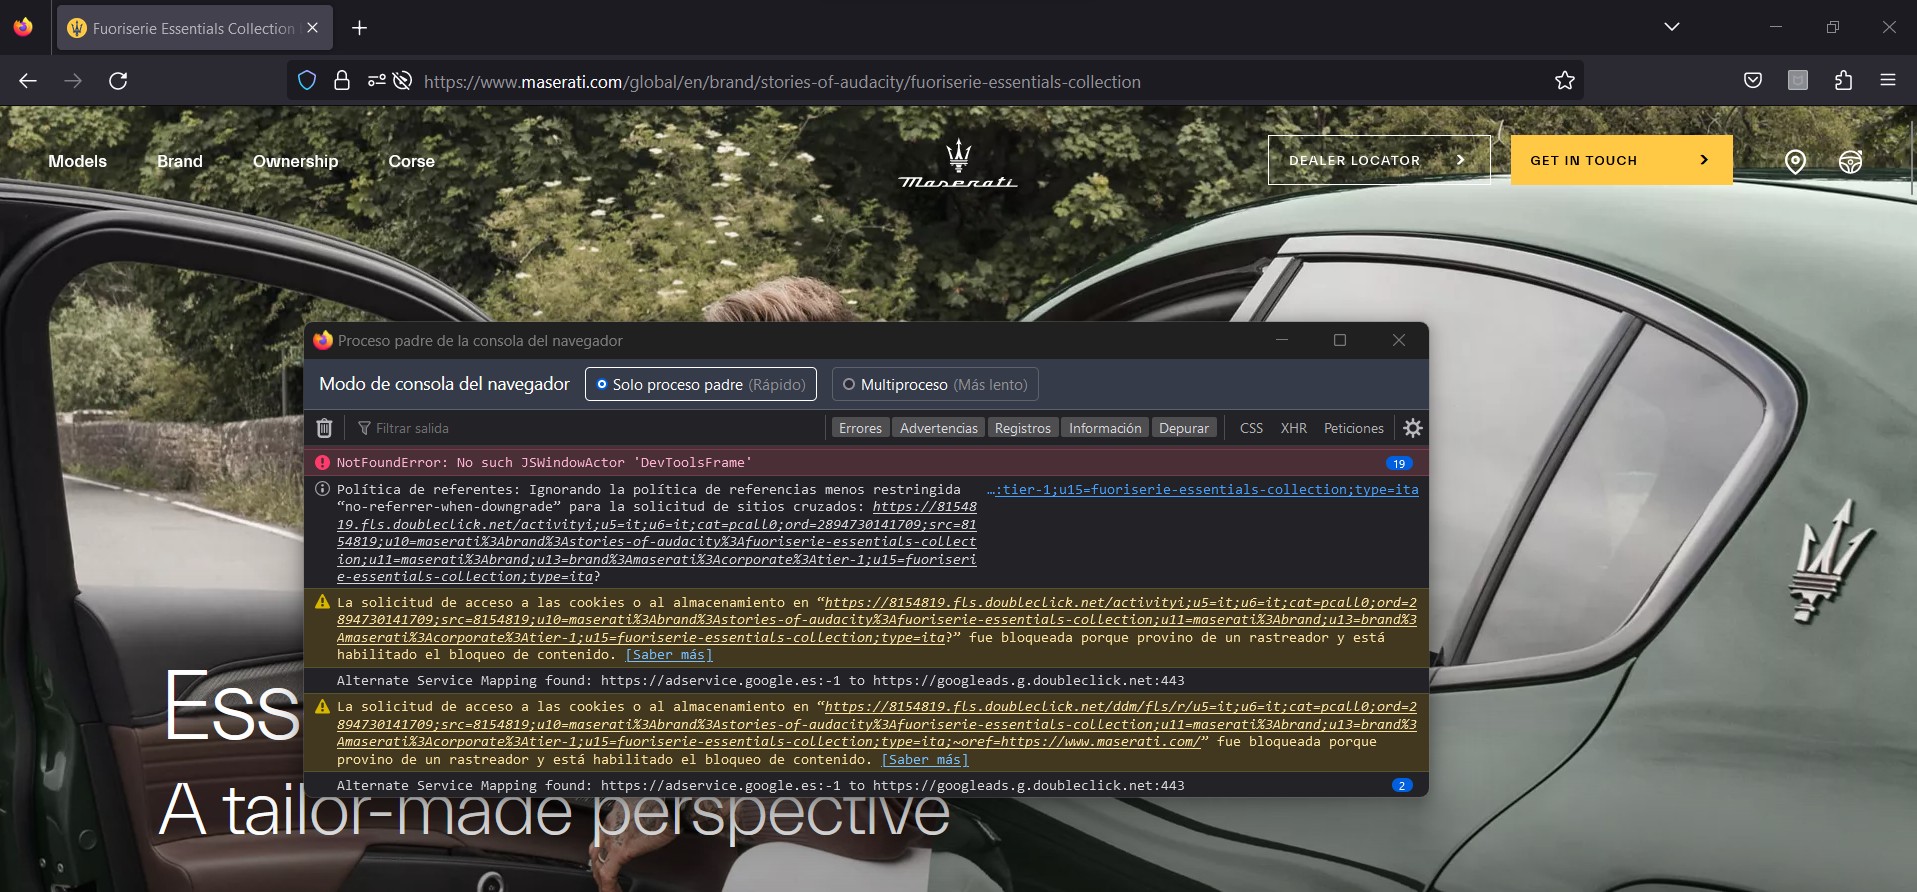 Fuoriserie Essentials Collection
https://www.maserati.com/global/en/brand/stories-of-audacity/fuoriserie-essentials-collection
Models Brand Ownership Corse
Maserati
DEALER LOCATOR
GET IN TOUCH
Proceso padre de la consola del navegador
Modo de consola del navegador Solo proceso padre (Rápido) Multiproceso (Más lento)
Filtrar salida Errores Advertencias Registros Información Depurar CSS XHR Peticiones
NotFoundError: No such JSWindowActor 'DevToolsFrame' 19
Política de referentes: Ignorando la política de referencias menos restringida …:tier-1;u15=fuoriserie-essentials-collection;type=ita
“no-referrer-when-downgrade” para la solicitud de sitios cruzados: https://81548
19.fls.doubleclick.net/activityi;u5=it;u6=it;cat=pcall0;ord=2894730141709;src=81
54819;u10=maserati%3Abrand%3Astories-of-audacity%3Afuoriserie-essentials-collect
ion;u11=maserati%3Abrand;u13=brand%3Amaserati%3Acorporate%3Atier-1;u15=fuoriseri
e-essentials-collection;type=ita?
La solicitud de acceso a las cookies o al almacenamiento en “https://8154819.fls.doubleclick.net/activityi;u5=it;u6=it;cat=pcall0;ord=2
894730141709;src=8154819;u10=maserati%3Abrand%3Astories-of-audacity%3Afuoriserie-essentials-collection;u11=maserati%3Abrand;u13=brand%3
Amaserati%3Acorporate%3Atier-1;u15=fuoriserie-essentials-collection;type=ita?” fue bloqueada porque provino de un rastreador y está
habilitado el bloqueo de contenido. [Saber más]
Alternate Service Mapping found: https://adservice.google.es:-1 to https://googleads.g.doubleclick.net:443
La solicitud de acceso a las cookies o al almacenamiento en “https://8154819.fls.doubleclick.net/ddm/fls/r/u5=it;u6=it;cat=pcall0;ord=2
894730141709;src=8154819;u10=maserati%3Abrand%3Astories-of-audacity%3Afuoriserie-essentials-collection;u11=maserati%3Abrand;u13=brand%3
Amaserati%3Acorporate%3Atier-1;u15=fuoriserie-essentials-collection;type=ita;~oref=https://www.maserati.com/” fue bloqueada porque
provino de un rastreador y está habilitado el bloqueo de contenido. [Saber más]
Alternate Service Mapping found: https://adservice.google.es:-1 to https://googleads.g.doubleclick.net:443 2
Ess
A tailor-made perspective